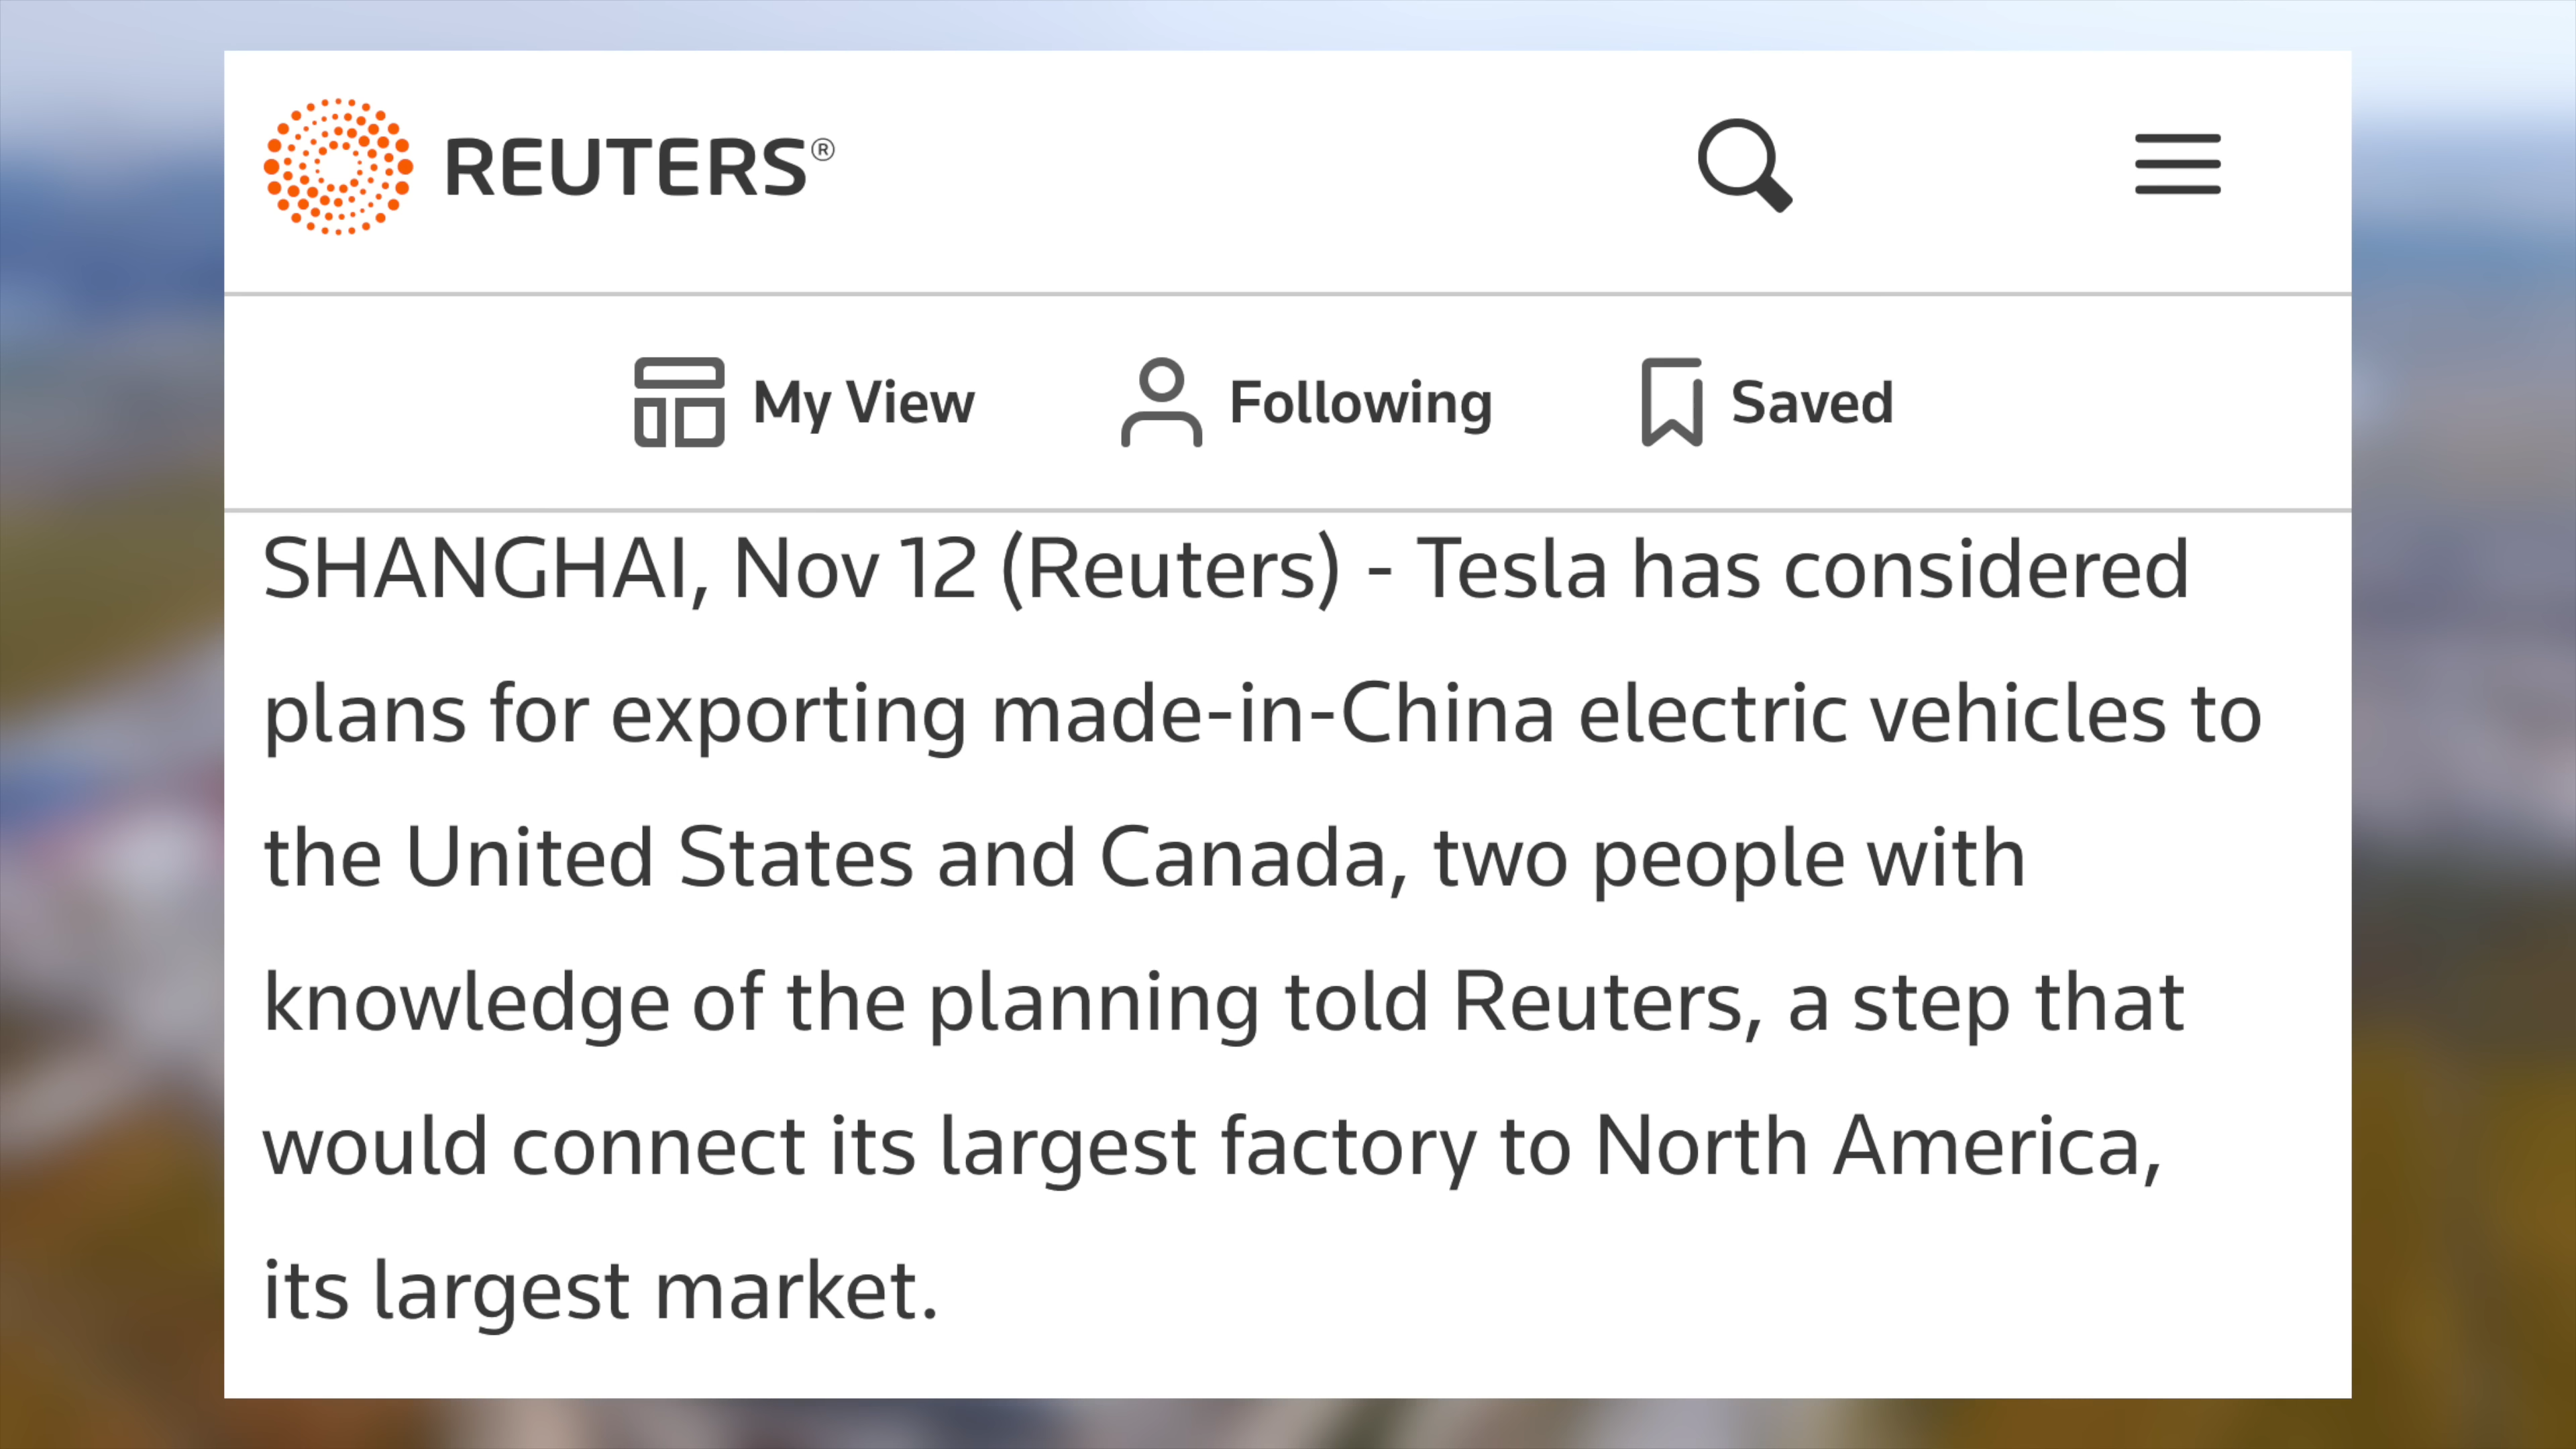 REUTERS®
My View Following Saved
SHANGHAI, Nov 12 (Reuters) - Tesla has considered
plans for exporting made-in-China electric vehicles to
the United States and Canada, two people with
knowledge of the planning told Reuters, a step that
would connect its largest factory to North America,
its largest market.